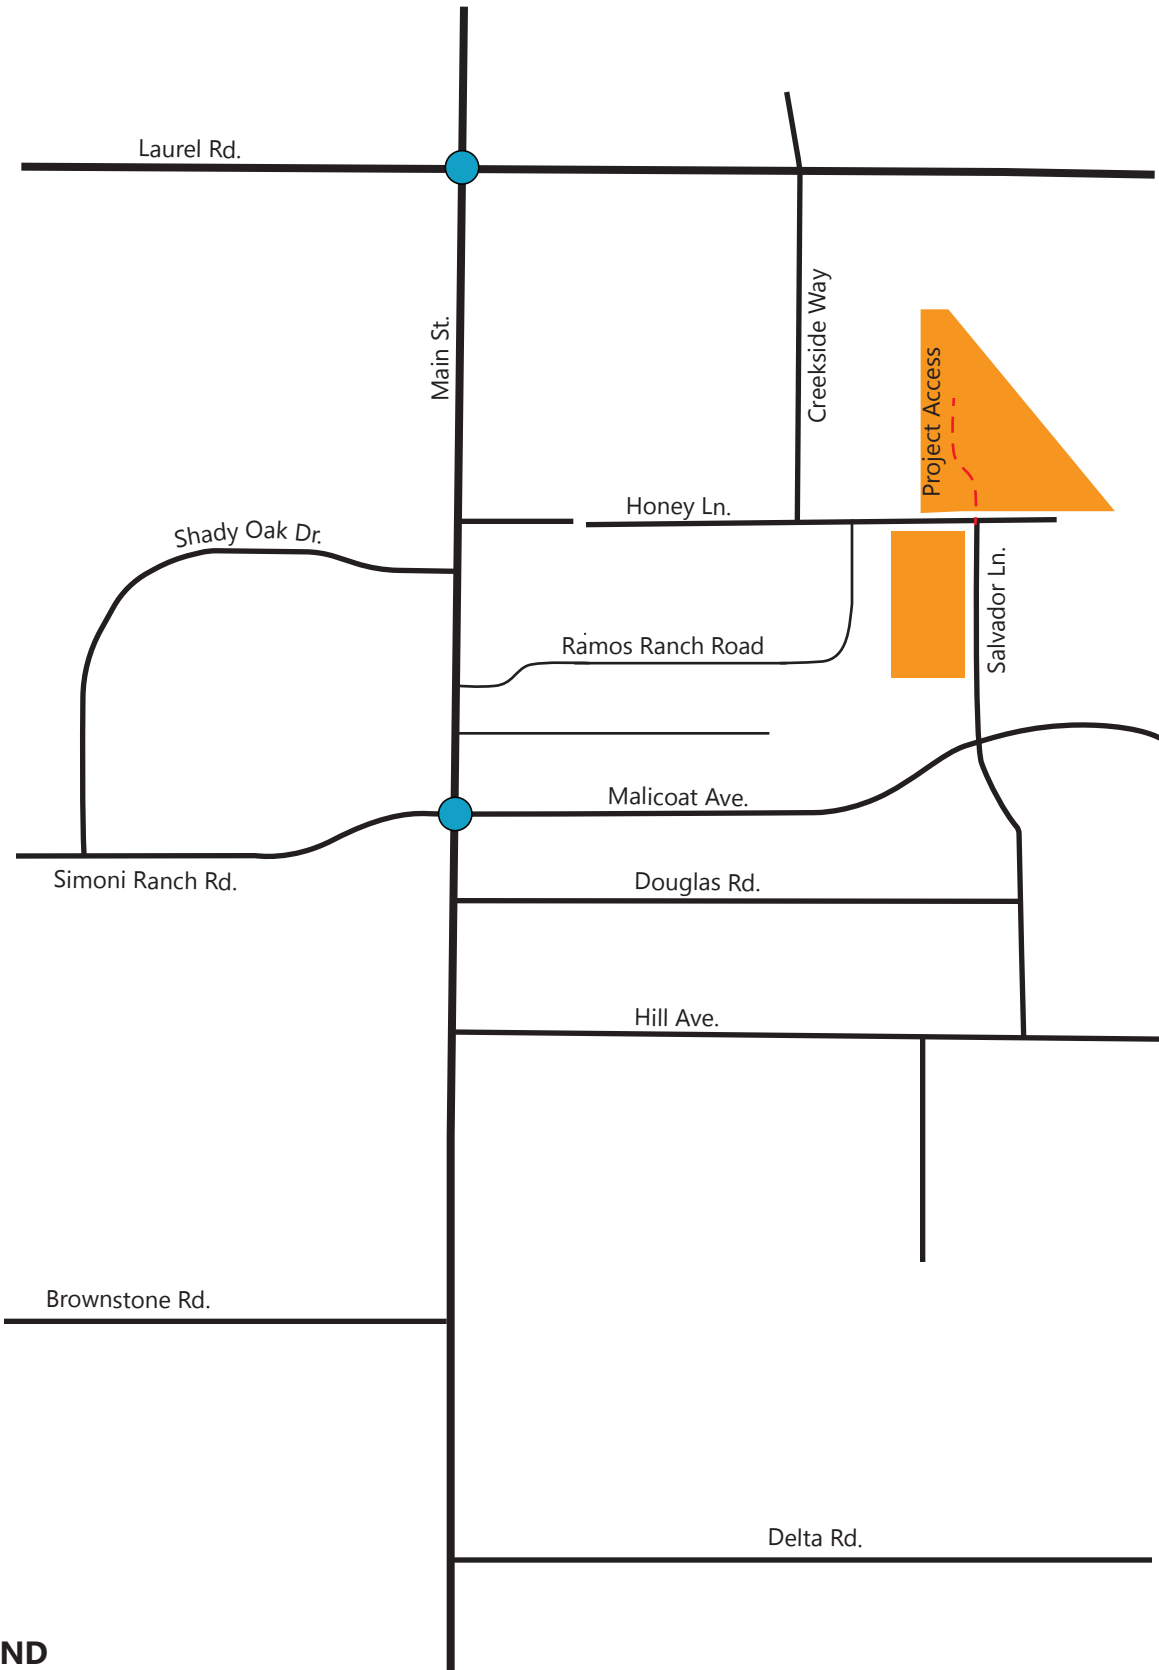 Laurel Rd.
Main St.
Creekside Way
Project Access
Honey Ln.
Shady Oak Dr.
Salvador Ln.
Ramos Ranch Road
Malicoat Ave.
Simoni Ranch Rd.
Douglas Rd.
Hill Ave.
Brownstone Rd.
Delta Rd.
ND